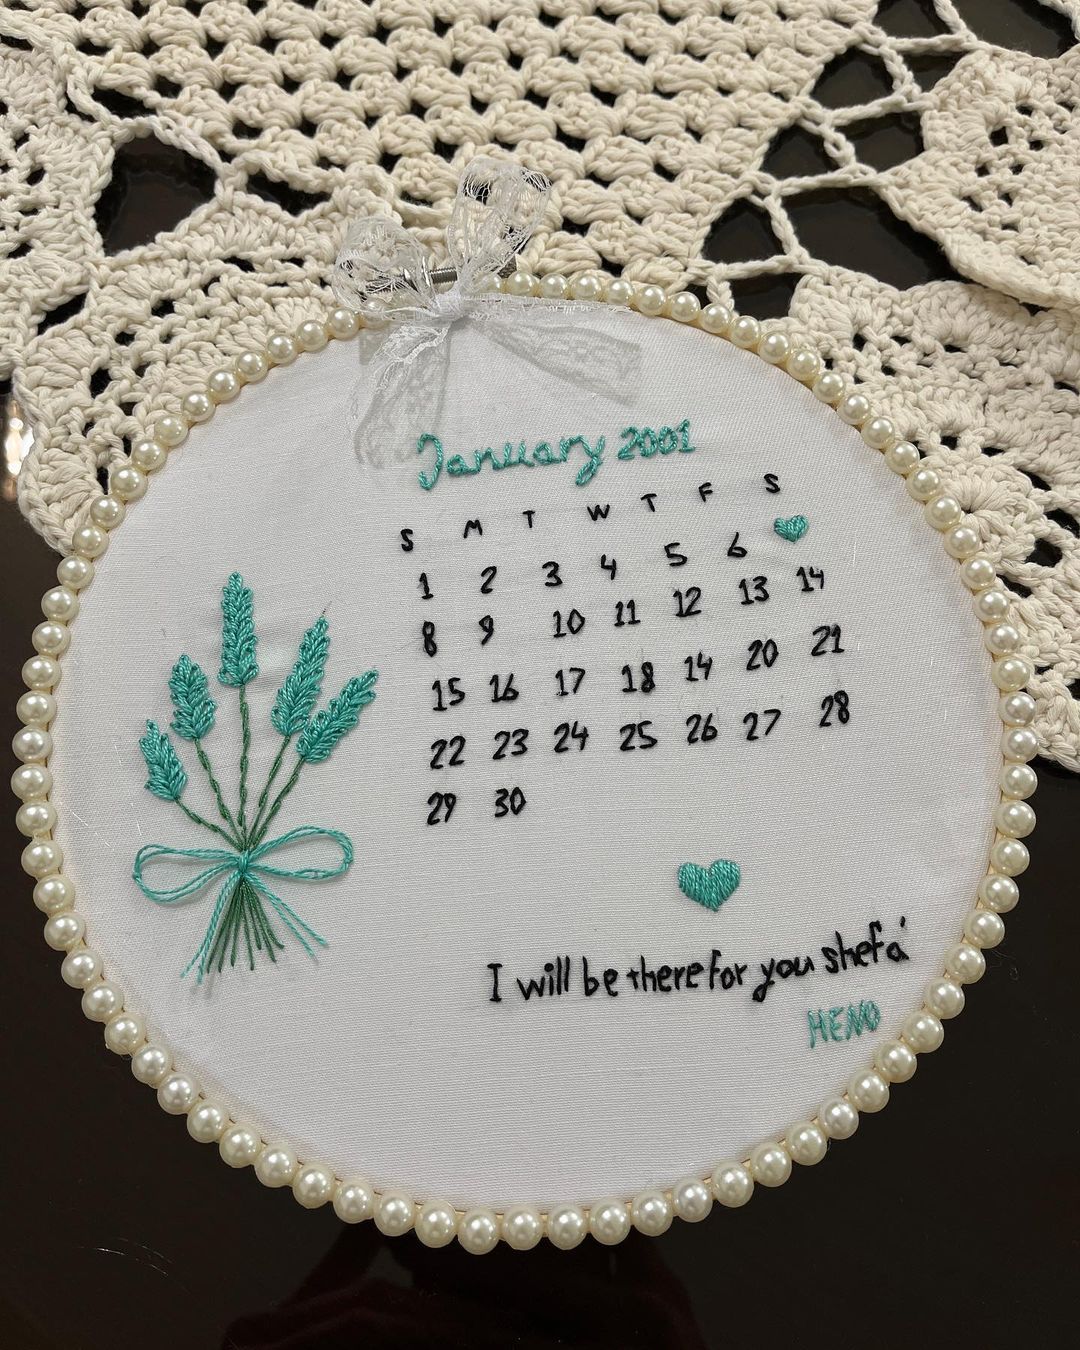 January 2001
S M T W T F S
1 2 3 4 5 6
8 9 10 11 12 13 14
15 16 17 18 14 20 21
22 23 24 25 26 27 28
29 30
I will be there for you shefa'
HENO